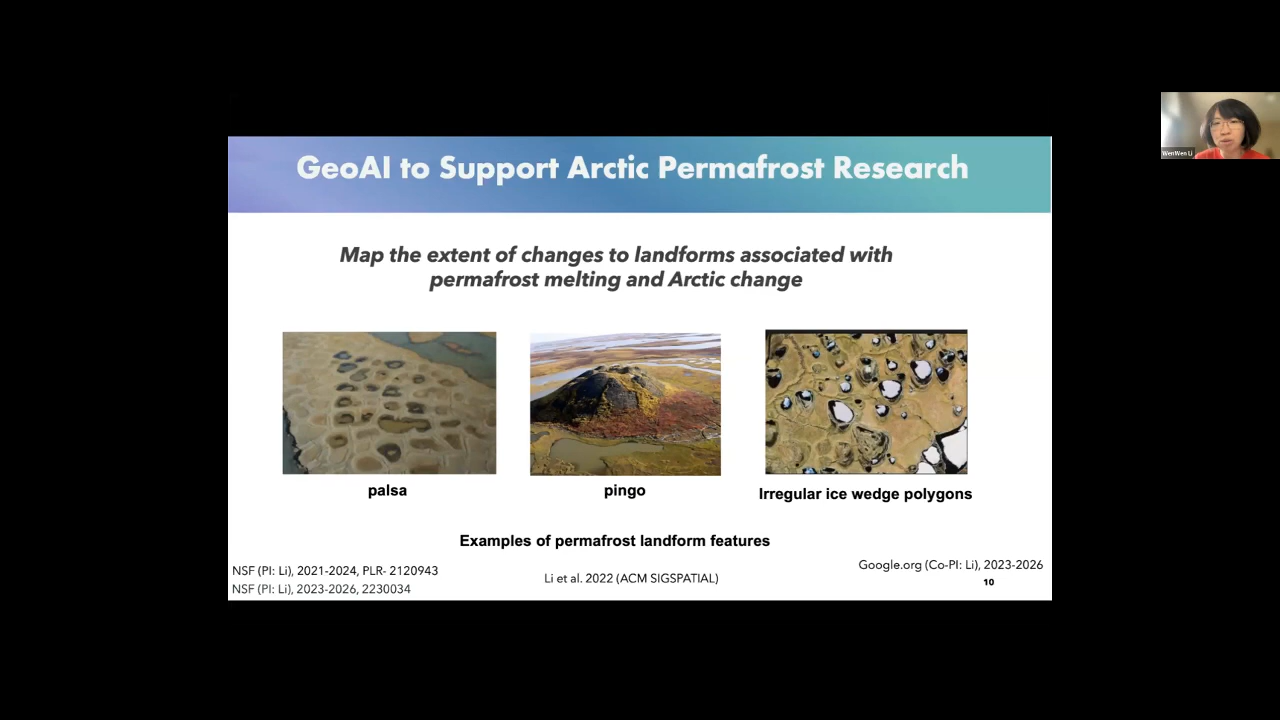 GeoAI to Support Arctic Permafrost Research
WenWen Li
Map the extent of changes to landforms associated with
permafrost melting and Arctic change
palsa
pingo
Irregular ice wedge polygons
Examples of permafrost landform features
NSF (PI: Li), 2021-2024, PLR- 2120943
NSF (PI: Li), 2023-2026, 2230034
Li et al. 2022 (ACM SIGSPATIAL)
Google.org (Co-PI: Li), 2023-2026
10